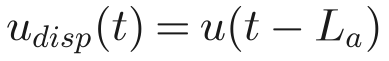 u_{disp}(t) = u(t − L_a)